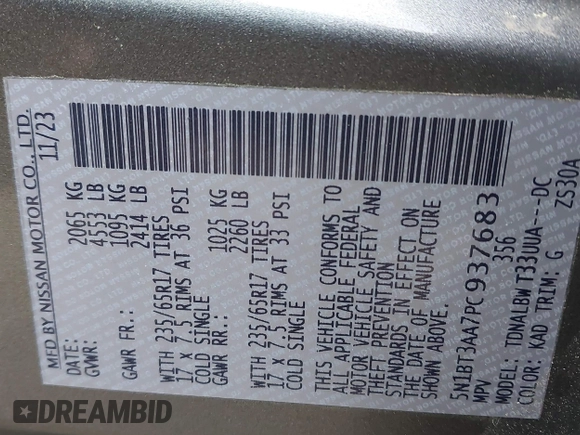 MFD BY NISSAN MOTOR CO., LTD.
DATE: 11/23
GVWR: 2065 KG
4553 LB
GAWR FR.: 1095 KG
2414 LB
WITH 235/65R17 TIRES
17 X 7.5 RIMS AT 36 PSI
COLD SINGLE
GAWR RR.: 1025 KG
2260 LB
WITH 235/65R17 TIRES
17 X 7.5 RIMS AT 33 PSI
COLD SINGLE
THIS VEHICLE CONFORMS TO
ALL APPLICABLE FEDERAL
MOTOR VEHICLE SAFETY AND
THEFT PREVENTION
STANDARDS IN EFFECT ON
THE DATE OF MANUFACTURE
SHOWN ABOVE.
5N1BT3AA7PC937683
MPV 356
MODEL: TDNALBW T33UUA---DC
COLOR: KAD TRIM: G ZS30A
DREAMBID